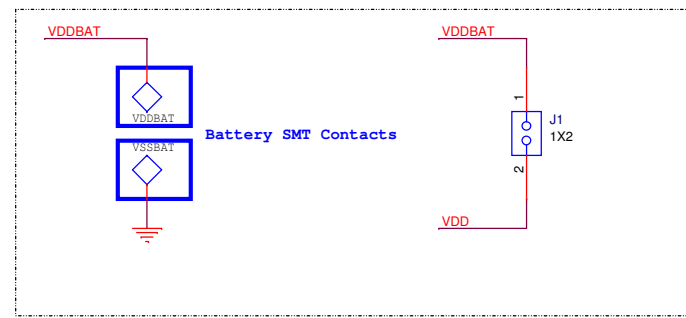 VDDBAT
VDDBAT
VDDBAT
VSSBAT
Battery SMT Contacts
1
J1
1X2
2
VDD